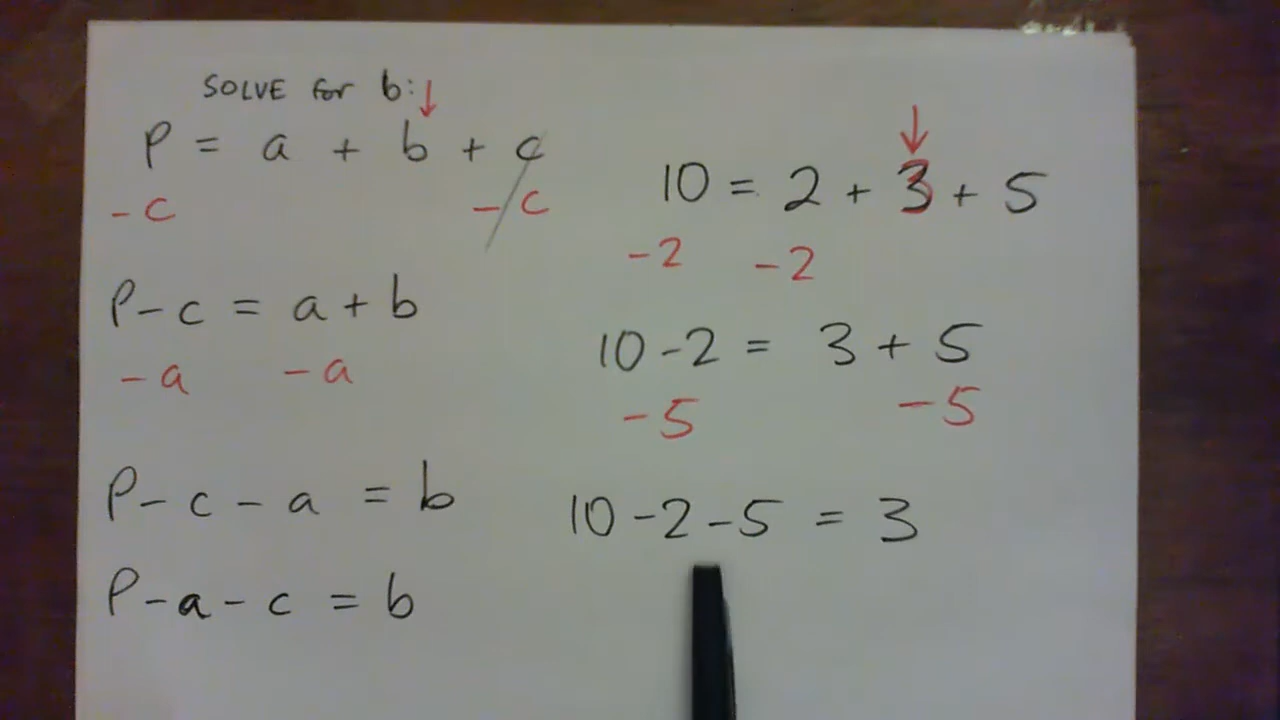 SOLVE for b: ↓
P = a + b + c
-c -c
P-c = a+b
-a -a
P-c-a = b
P-a-c = b
↓
10 = 2 + 3 + 5
-2 -2
10-2 = 3+5
-5 -5
10-2-5 = 3